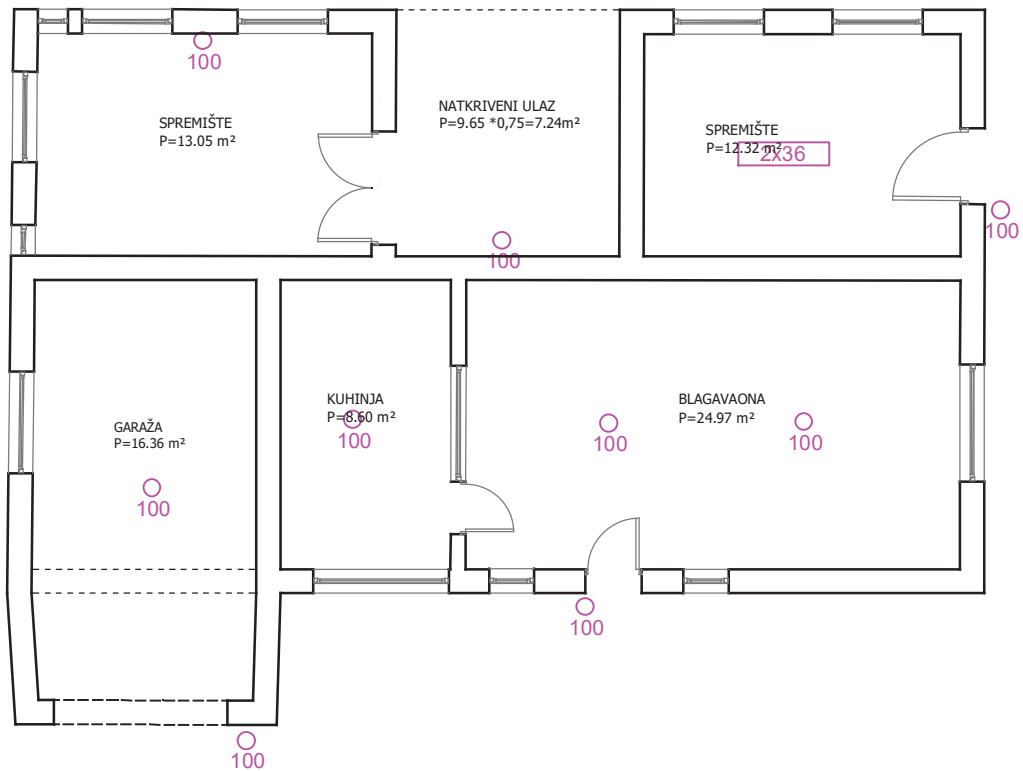 100
SPREMIŠTE
P=13.05 m²
NATKRIVENI ULAZ
P=9.65 *0,75=7.24m²
SPREMIŠTE
P=12.32 m²
2x36
100
100
KUHINJA
P=8.60 m²
100
BLAGAVAONA
P=24.97 m²
100
100
GARAŽA
P=16.36 m²
100
100
100